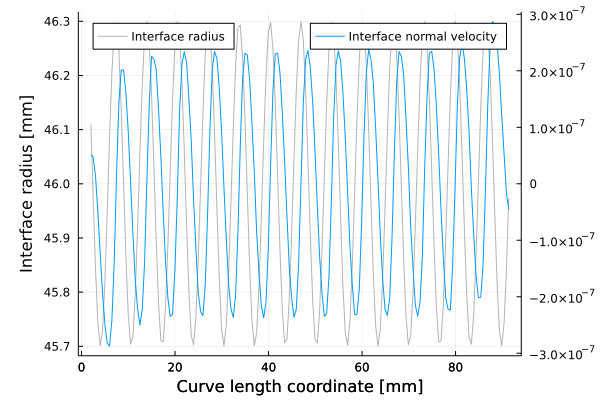 Interface radius
Interface normal velocity
46.3
46.2
46.1
46.0
45.9
45.8
45.7
Interface radius [mm]
3.0×10⁻⁷
2.0×10⁻⁷
1.0×10⁻⁷
0
−1.0×10⁻⁷
−2.0×10⁻⁷
−3.0×10⁻⁷
0 20 40 60 80
Curve length coordinate [mm]